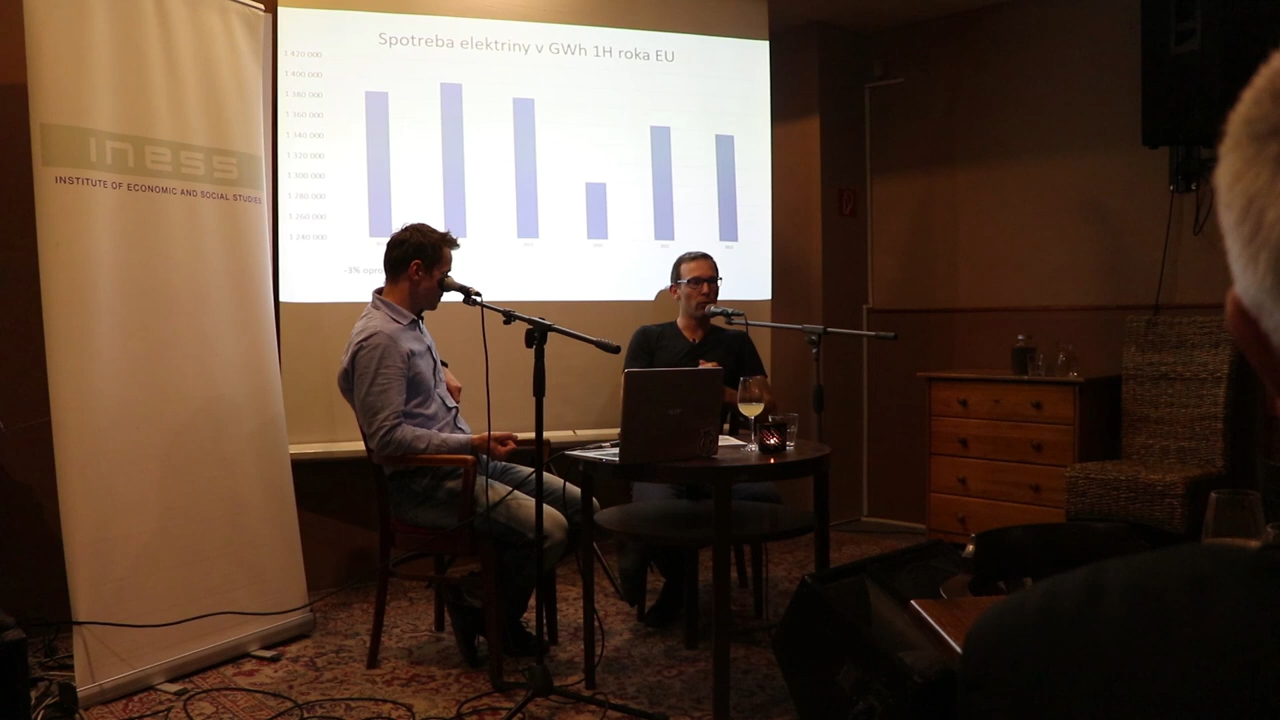 Spotreba elektriny v GWh 1H roka EU
1 420 000
1 400 000
1 380 000
1 360 000
1 340 000
1 320 000
1 300 000
1 280 000
1 260 000
1 240 000
-3%
iness
INSTITUTE OF ECONOMIC AND SOCIAL STUDIES